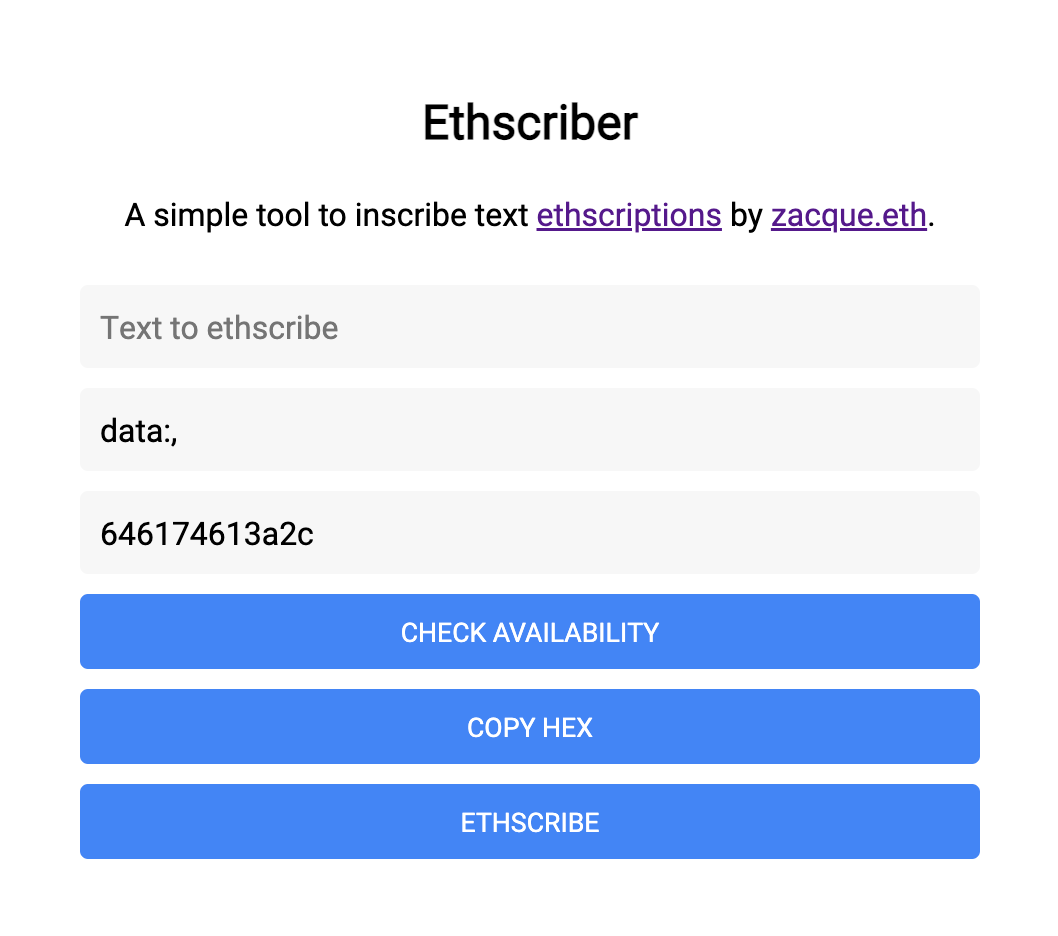 Ethscriber
A simple tool to inscribe text ethscriptions by zacque.eth.
Text to ethscribe
data:,
646174613a2c
CHECK AVAILABILITY
COPY HEX
ETHSCRIBE